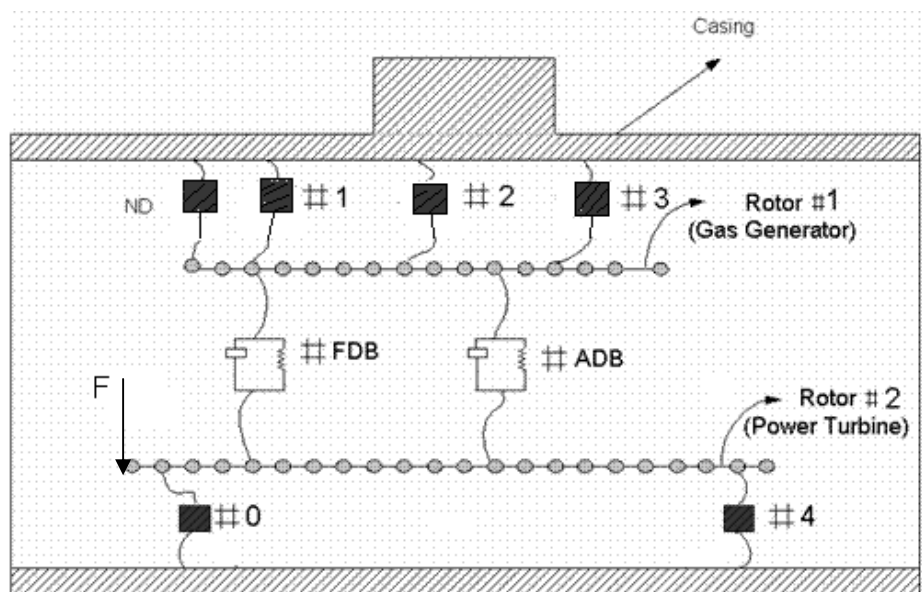 Casing
ND
#1
#2
#3
Rotor #1
(Gas Generator)
# FDB
# ADB
F
Rotor #2
(Power Turbine)
#0
#4